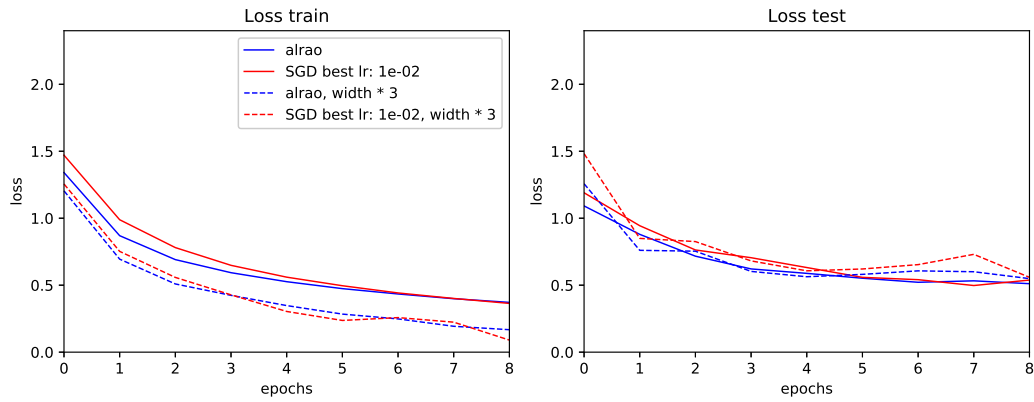 Loss train
alrao
SGD best lr: 1e-02
alrao, width * 3
SGD best lr: 1e-02, width * 3
2.0
1.5
1.0
0.5
0.0
loss
0 1 2 3 4 5 6 7 8
epochs
Loss test
2.0
1.5
1.0
0.5
0.0
loss
0 1 2 3 4 5 6 7 8
epochs